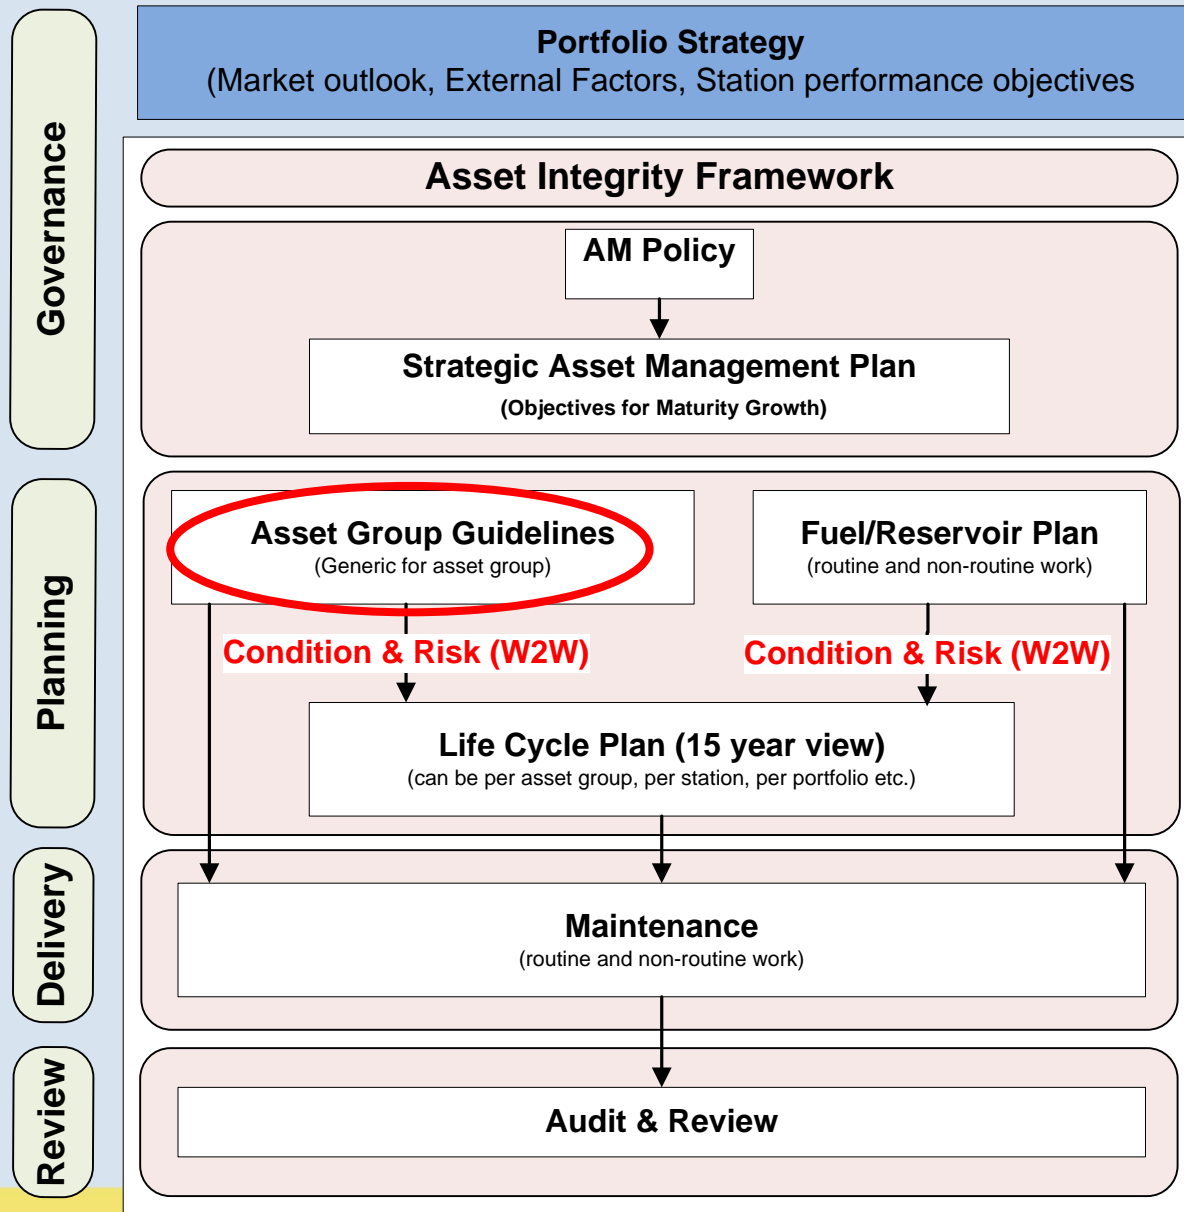 Governance
Portfolio Strategy
(Market outlook, External Factors, Station performance objectives
Asset Integrity Framework
AM Policy
Strategic Asset Management Plan
(Objectives for Maturity Growth)
Planning
Asset Group Guidelines
(Generic for asset group)
Fuel/Reservoir Plan
(routine and non-routine work)
Condition & Risk (W2W)
Condition & Risk (W2W)
Life Cycle Plan (15 year view)
(can be per asset group, per station, per portfolio etc.)
Delivery
Maintenance
(routine and non-routine work)
Review
Audit & Review